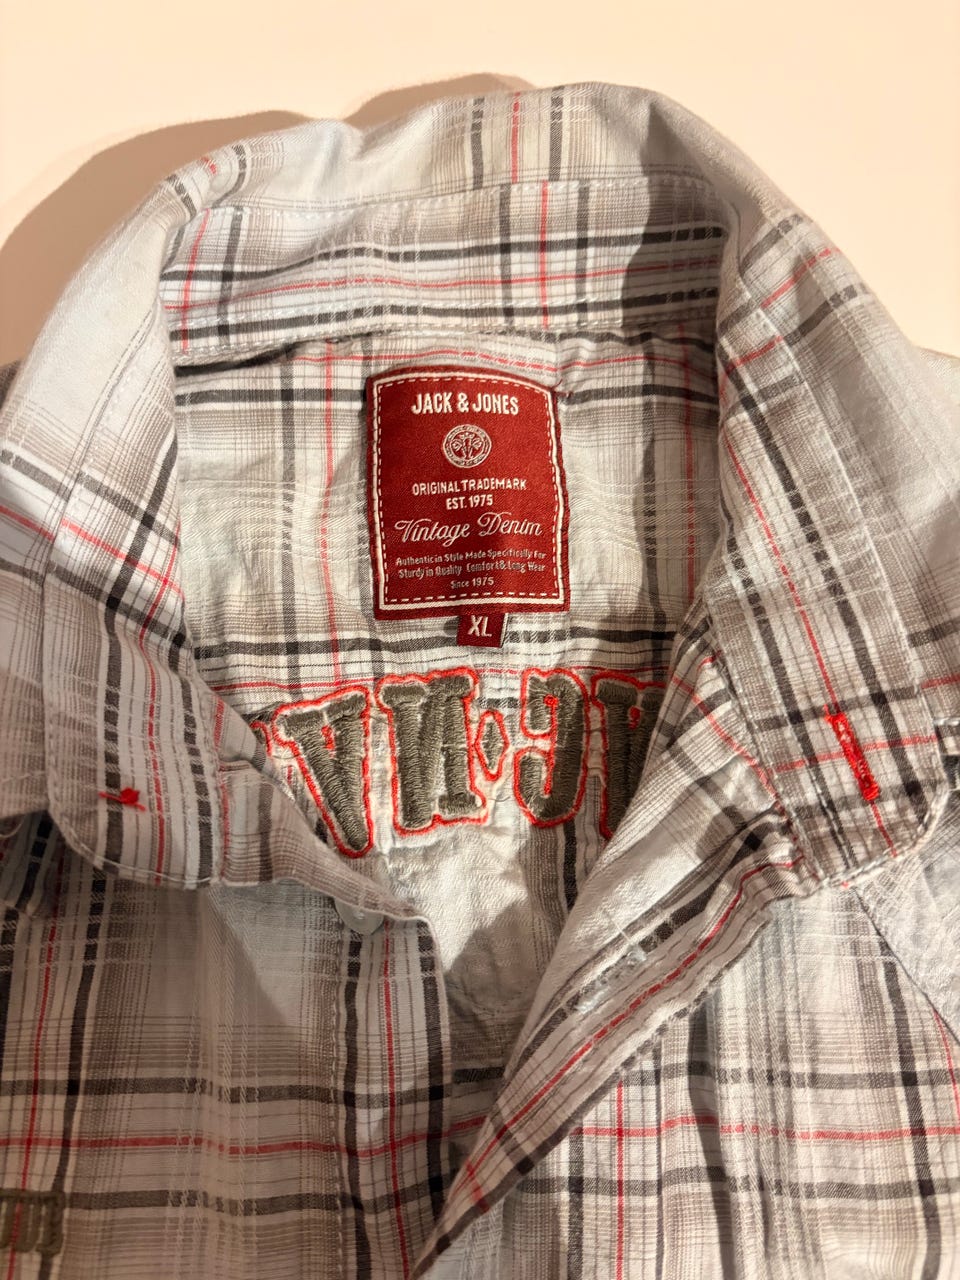 JACK & JONES
ORIGINAL TRADEMARK
EST. 1975
Vintage Denim
Authentic in Style Made Specifically For
Sturdy in Quality Comfort & Long Wear
Since 1975
XL